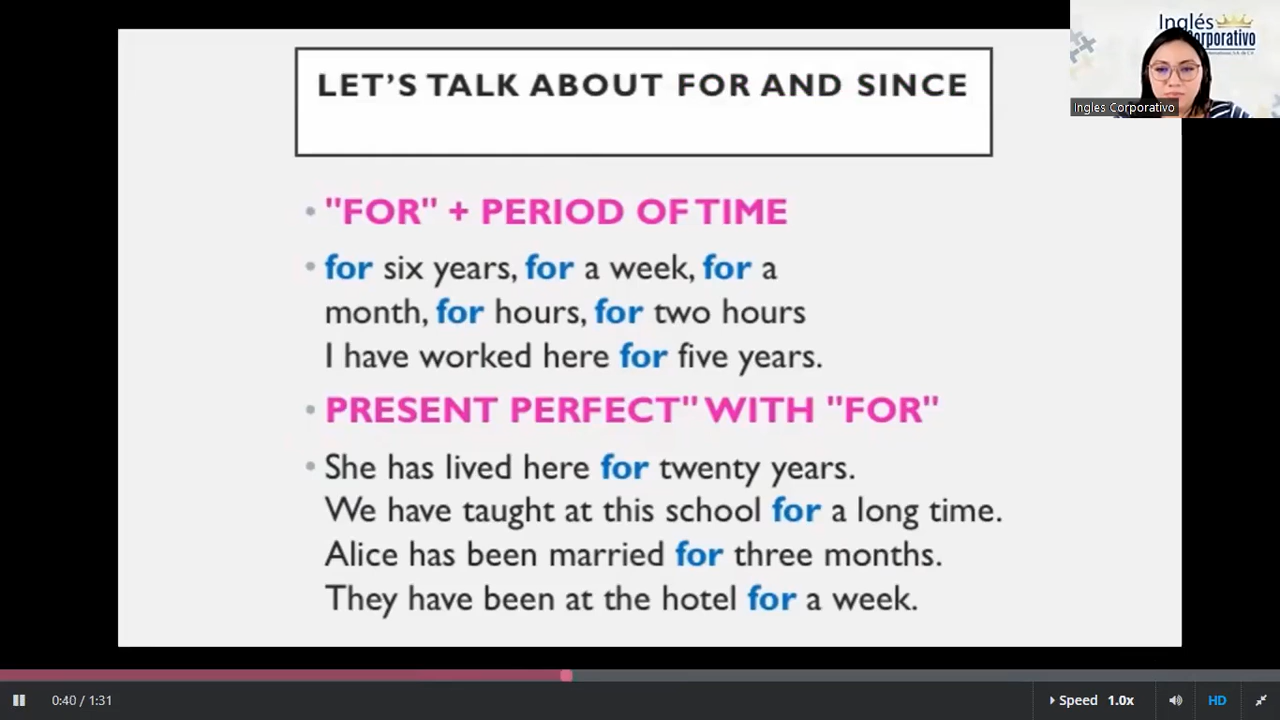 Inglés
Corporativo
Ingles Corporativo
LET'S TALK ABOUT FOR AND SINCE
"FOR" + PERIOD OF TIME
for six years, for a week, for a
month, for hours, for two hours
I have worked here for five years.
PRESENT PERFECT" WITH "FOR"
She has lived here for twenty years.
We have taught at this school for a long time.
Alice has been married for three months.
They have been at the hotel for a week.
0:40 / 1:31
Speed 1.0x
HD